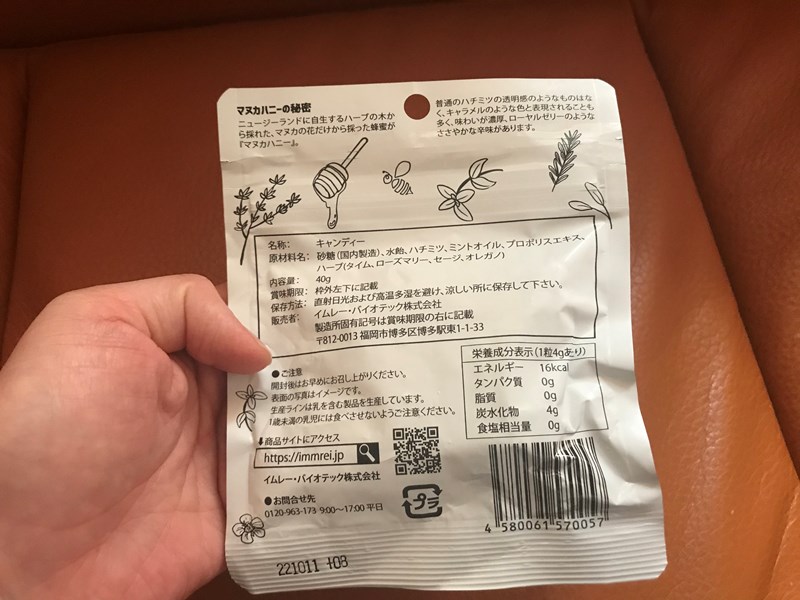 マヌカハニーの秘密
ニュージーランドに自生するハーブの木か
ら採れた、マヌカの花だけから採った蜂蜜が
『マヌカハニー』。
普通のハチミツの透明感のようなものはな
く、キャラメルのような色と表現されることも
多く、味わいが濃厚、ローヤルゼリーのような
ささやかな辛味があります。
名称: キャンディー
原材料名: 砂糖(国内製造)、水飴、ハチミツ、ミントオイル、プロポリスエキス、
ハーブ(タイム、ローズマリー、セージ、オレガノ)
内容量: 40g
賞味期限: 枠外左下に記載
保存方法: 直射日光および高温多湿を避け、涼しい所に保存して下さい。
販売者: イムレー・バイオテック株式会社
製造所固有記号は賞味期限の右に記載
〒812-0013 福岡市博多区博多駅東1-1-33
●ご注意
開封後はお早めにお召し上がりください。
表面の写真はイメージです。
生産ラインは乳を含む製品を生産しています。
1歳未満の乳児には食べさせないようご注意ください。
栄養成分表示(1粒4gあたり)
エネルギー 16kcal
タンパク質 0g
脂質 0g
炭水化物 4g
食塩相当量 0g
⬇商品サイトにアクセス
https://immrei.jp
イムレー・バイオテック株式会社
●お問合せ先
0120-963-173 9:00〜17:00 平日
プラ
4 580061 570057
221011 +08